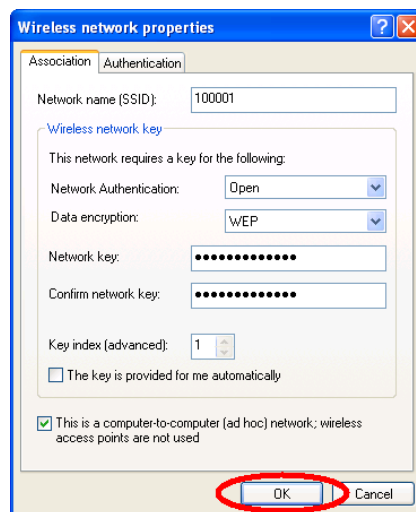 Wireless network properties
Association
Authentication
Network name (SSID):
100001
Wireless network key
This network requires a key for the following:
Network Authentication:
Open
Data encryption:
WEP
Network key:
•••••••••••••
Confirm network key:
•••••••••••••
Key index (advanced):
1
The key is provided for me automatically
This is a computer-to-computer (ad hoc) network; wireless
access points are not used
OK
Cancel